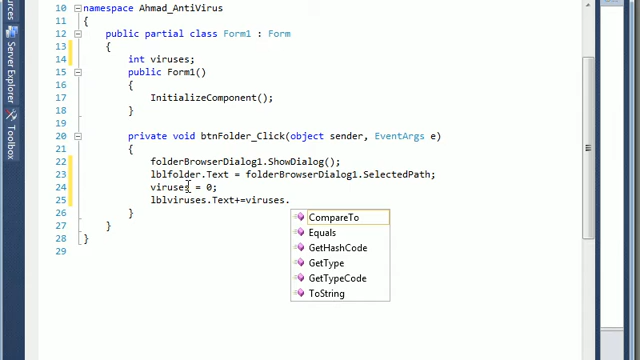 ources
Server Explorer
Toolbox
10 namespace Ahmad_AntiVirus
11 {
12 public partial class Form1 : Form
13 {
14 int viruses;
15 public Form1()
16 {
17 InitializeComponent();
18 }
19
20 private void btnFolder_Click(object sender, EventArgs e)
21 {
22 folderBrowserDialog1.ShowDialog();
23 lblfolder.Text = folderBrowserDialog1.SelectedPath;
24 viruses = 0;
25 lblviruses.Text+=viruses.
26 }
27 }
28 }
29
CompareTo
Equals
GetHashCode
GetType
GetTypeCode
ToString